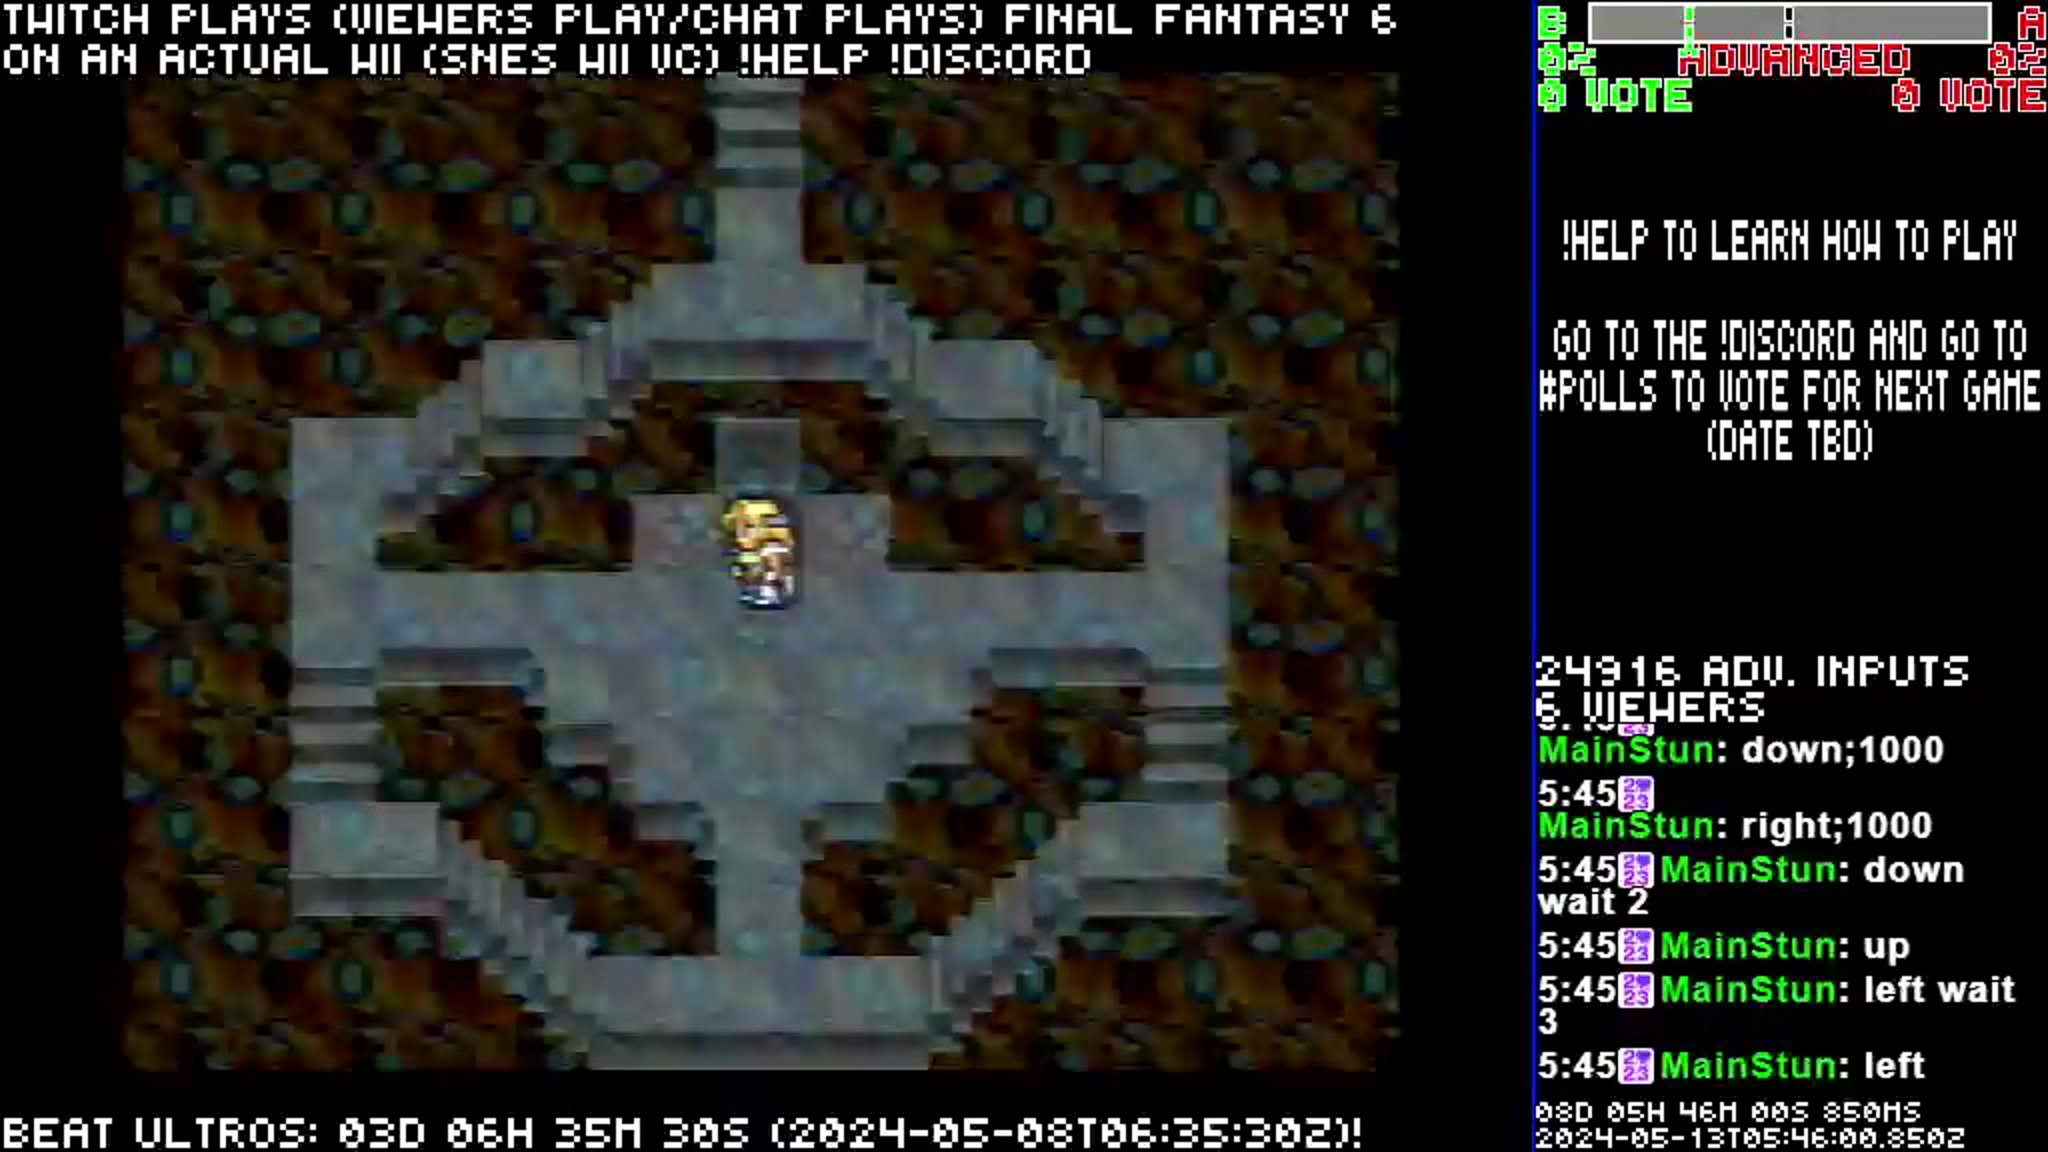 TWITCH PLAYS (VIEWERS PLAY/CHAT PLAYS) FINAL FANTASY 6
ON AN ACTUAL WII (SNES WII VC) !HELP !DISCORD
B A
0% ADVANCED 0%
0 VOTE 0 VOTE
!HELP TO LEARN HOW TO PLAY
GO TO THE !DISCORD AND GO TO
#POLLS TO VOTE FOR NEXT GAME
(DATE TBD)
24916 ADV. INPUTS
6 VIEWERS
MainStun: down;1000
5:45
MainStun: right;1000
5:45 MainStun: down
wait 2
5:45 MainStun: up
5:45 MainStun: left wait
3
5:45 MainStun: left
08D 05H 46M 00S 850MS
2024-05-13T05:46:00.850Z
BEAT ULTROS: 03D 06H 35M 30S (2024-05-08T06:35:30Z)!